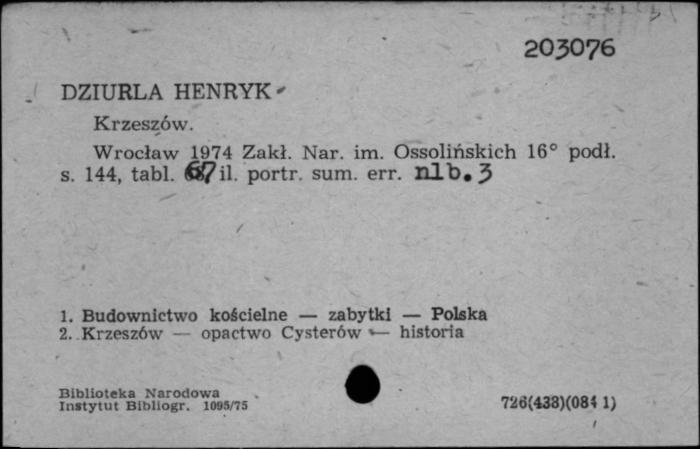 203076
DZIURLA HENRYK
Krzeszów.
Wrocław 1974 Zakł. Nar. im. Ossolińskich 16° podł.
s. 144, tabl. 67 il. portr. sum. err. nlb. 3
1. Budownictwo kościelne — zabytki — Polska
2. Krzeszów — opactwo Cysterów — historia
Biblioteka Narodowa
Instytut Bibliogr. 1095/75
726(438)(084 1)